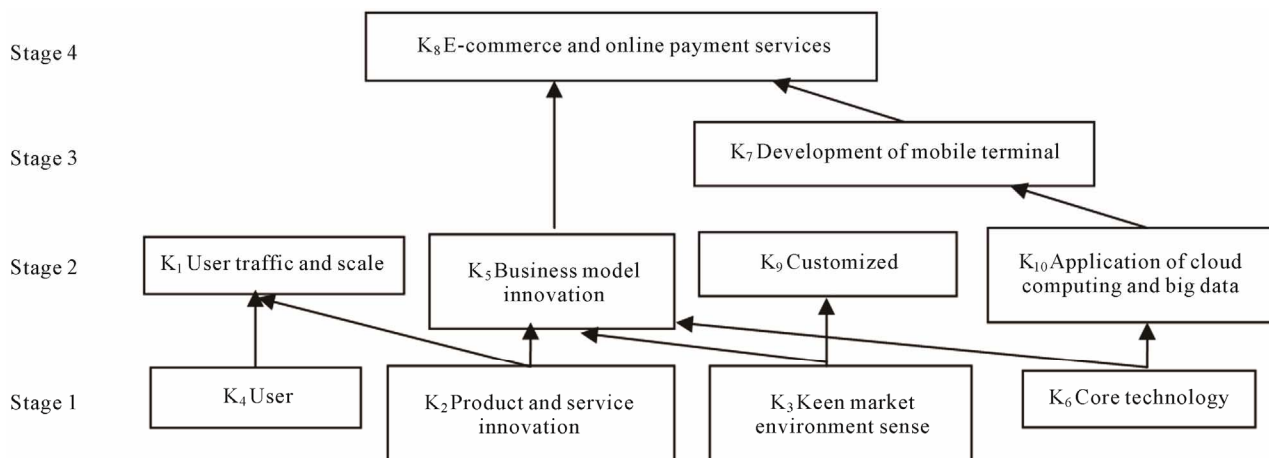 Stage 4
K₈ E-commerce and online payment services
Stage 3
K₇ Development of mobile terminal
Stage 2
K₁ User traffic and scale
K₅ Business model
innovation
K₉ Customized
K₁₀ Application of cloud
computing and big data
Stage 1
K₄ User
K₂ Product and service
innovation
K₃ Keen market
environment sense
K₆ Core technology